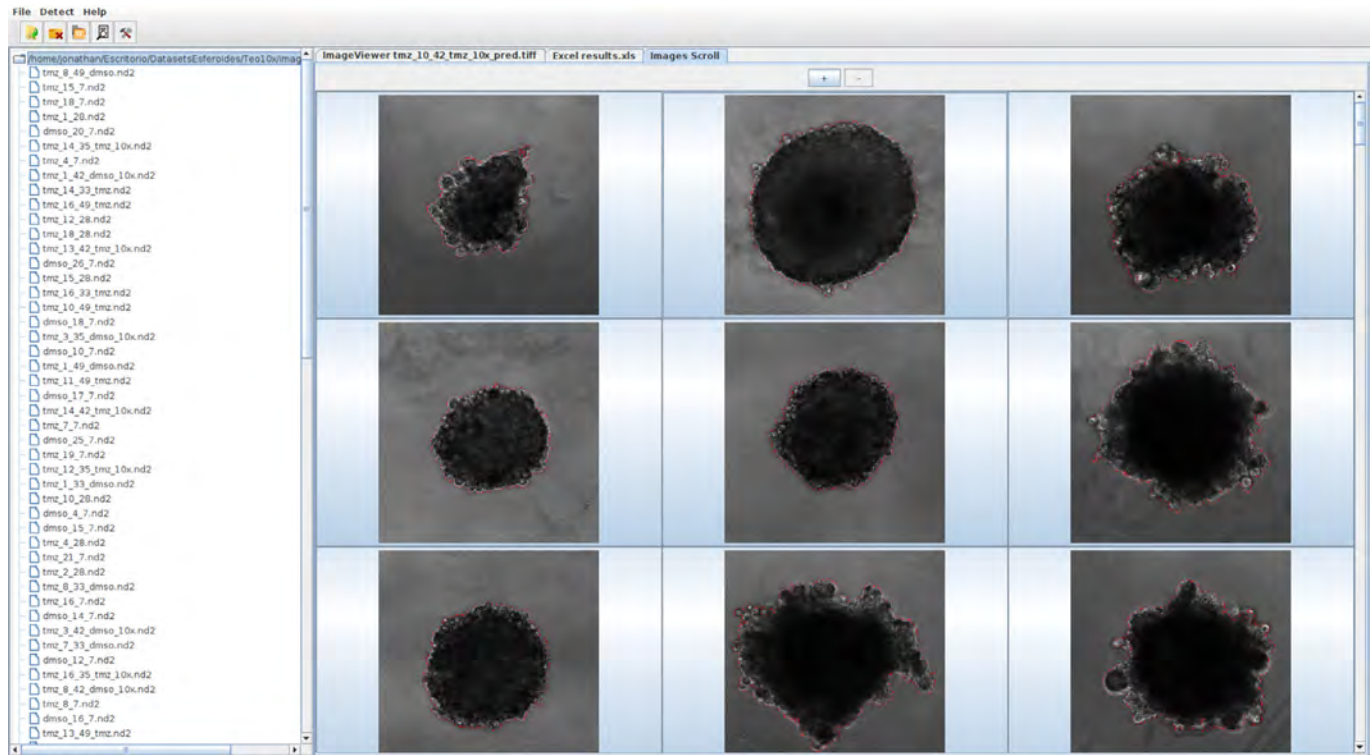 File Detect Help
/home/jonathan/Escritorio/DatasetsEsferoides/Teo10x/imag
ImageViewer tmz_10_42_tmz_10x_pred.tiff Excel results.xls Images Scroll
+ -
tmz_8_49_dmso.nd2
tmz_15_7.nd2
tmz_18_7.nd2
tmz_1_28.nd2
dmso_20_7.nd2
tmz_14_35_tmz_10x.nd2
tmz_4_7.nd2
tmz_1_42_dmso_10x.nd2
tmz_14_33_tmz.nd2
tmz_16_49_tmz.nd2
tmz_12_28.nd2
tmz_18_28.nd2
tmz_13_42_tmz_10x.nd2
dmso_26_7.nd2
tmz_15_28.nd2
tmz_16_33_tmz.nd2
tmz_10_49_tmz.nd2
dmso_18_7.nd2
tmz_3_35_dmso_10x.nd2
dmso_10_7.nd2
tmz_1_49_dmso.nd2
tmz_11_49_tmz.nd2
dmso_17_7.nd2
tmz_14_42_tmz_10x.nd2
tmz_7_7.nd2
dmso_25_7.nd2
tmz_19_7.nd2
tmz_12_35_tmz_10x.nd2
tmz_1_33_dmso.nd2
tmz_10_28.nd2
dmso_4_7.nd2
dmso_15_7.nd2
tmz_4_28.nd2
tmz_21_7.nd2
tmz_2_28.nd2
tmz_8_33_dmso.nd2
tmz_16_7.nd2
dmso_14_7.nd2
tmz_3_42_dmso_10x.nd2
tmz_7_33_dmso.nd2
dmso_12_7.nd2
tmz_16_35_tmz_10x.nd2
tmz_8_42_dmso_10x.nd2
tmz_8_7.nd2
dmso_16_7.nd2
tmz_13_49_tmz.nd2